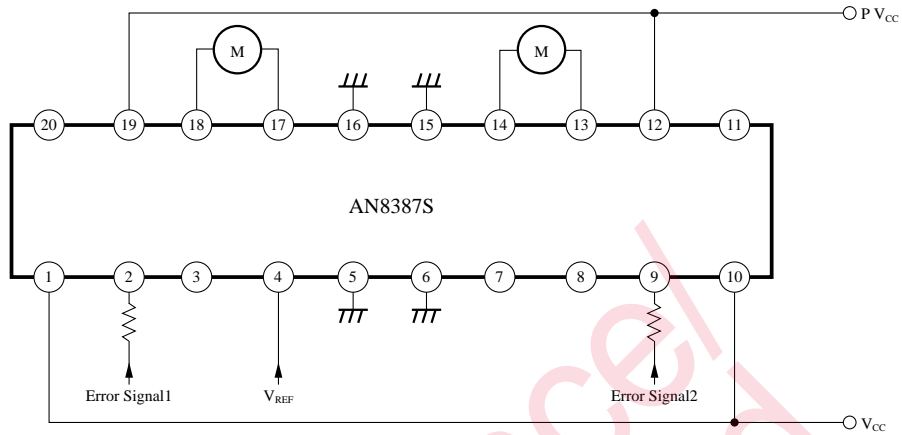 P VCC
M M
20 19 18 17 16 15 14 13 12 11
AN8387S
1 2 3 4 5 6 7 8 9 10
Error Signal1 VREF Error Signal2
VCC